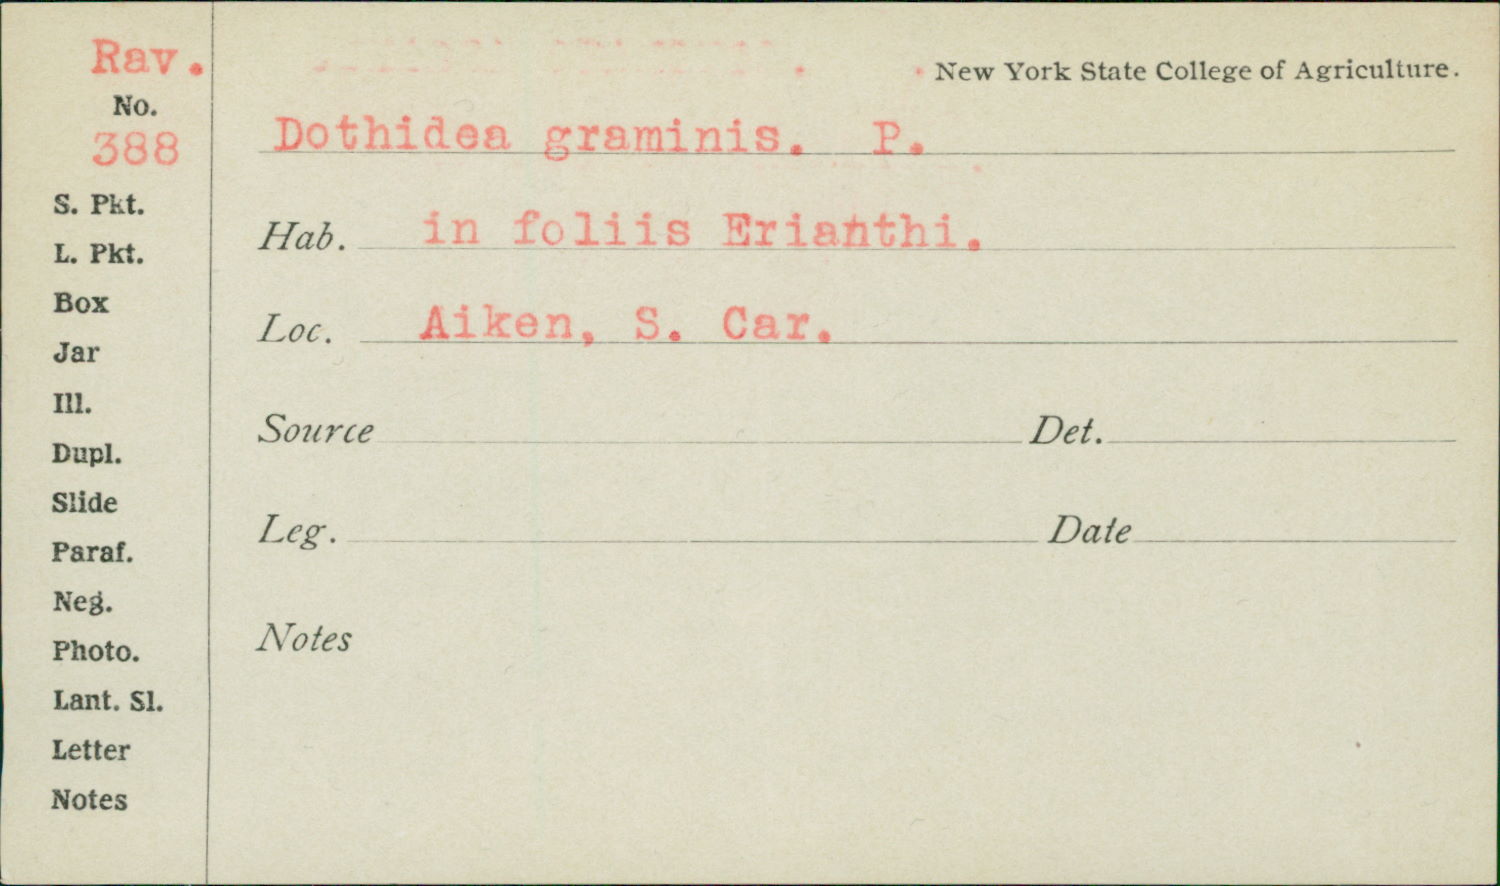 Rav.
No.
388
S. Pkt.
L. Pkt.
Box
Jar
Ill.
Dupl.
Slide
Paraf.
Neg.
Photo.
Lant. Sl.
Letter
Notes
New York State College of Agriculture.
Dothidea graminis. P.
Hab. in foliis Erianthi.
Loc. Aiken, S. Car.
Source Det.
Leg. Date
Notes